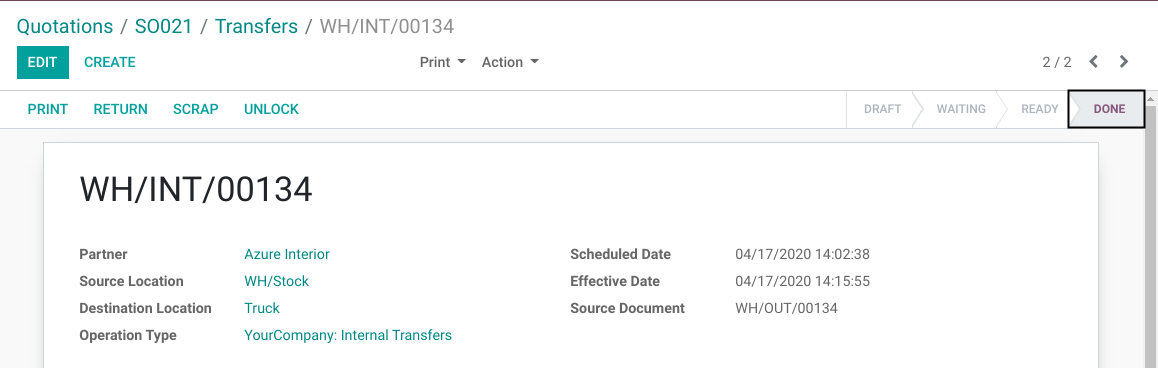 Quotations / SO021 / Transfers / WH/INT/00134
EDIT CREATE Print Action 2 / 2
PRINT RETURN SCRAP UNLOCK DRAFT WAITING READY DONE
WH/INT/00134
Partner Azure Interior Scheduled Date 04/17/2020 14:02:38
Source Location WH/Stock Effective Date 04/17/2020 14:15:55
Destination Location Truck Source Document WH/OUT/00134
Operation Type YourCompany: Internal Transfers